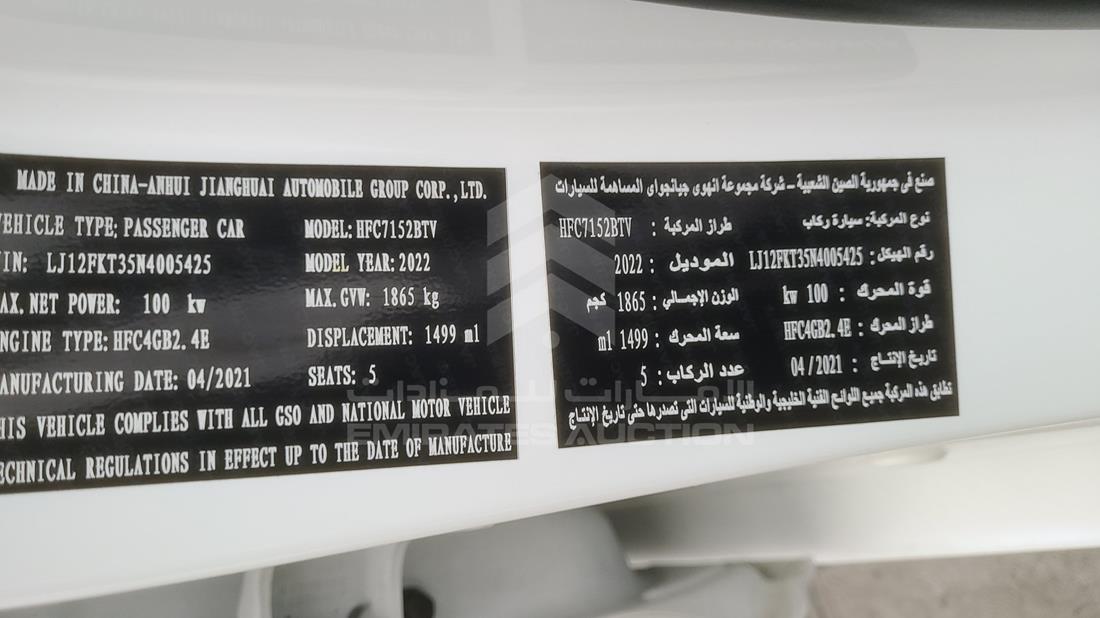 MADE IN CHINA-ANHUI JIANGHUAI AUTOMOBILE GROUP CORP.,LTD.
VEHICLE TYPE: PASSENGER CAR MODEL: HFC7152BTV
VIN: LJ12FKT35N4005425 MODEL YEAR: 2022
MAX. NET POWER: 100 kw MAX. GVW: 1865 kg
ENGINE TYPE: HFC4GB2.4E DISPLACEMENT: 1499 ml
MANUFACTURING DATE: 04/2021 SEATS: 5
THIS VEHICLE COMPLIES WITH ALL GSO AND NATIONAL MOTOR VEHICLE
TECHNICAL REGULATIONS IN EFFECT UP TO THE DATE OF MANUFACTURE
صنع في جمهورية الصين الشعبية – شركة مجموعة انهوى جيانجواى المساهمة للسيارات
نوع المركبة: سيارة ركاب طراز المركبة : HFC7152BTV
رقم الهيكل: LJ12FKT35N4005425 الموديل : 2022
قوة المحرك : 100 kw الوزن الإجمالي : 1865 كجم
طراز المحرك : HFC4GB2.4E سعة المحرك : 1499 ml
تاريخ الإنتاج : 04/2021 عدد الركاب : 5
تطابق هذه المركبة جميع اللوائح الفنية الخليجية والوطنية للسيارات التى تصدرها حتى تاريخ الإنتاج
الإمارات للمزادات
EMIRATES AUCTION